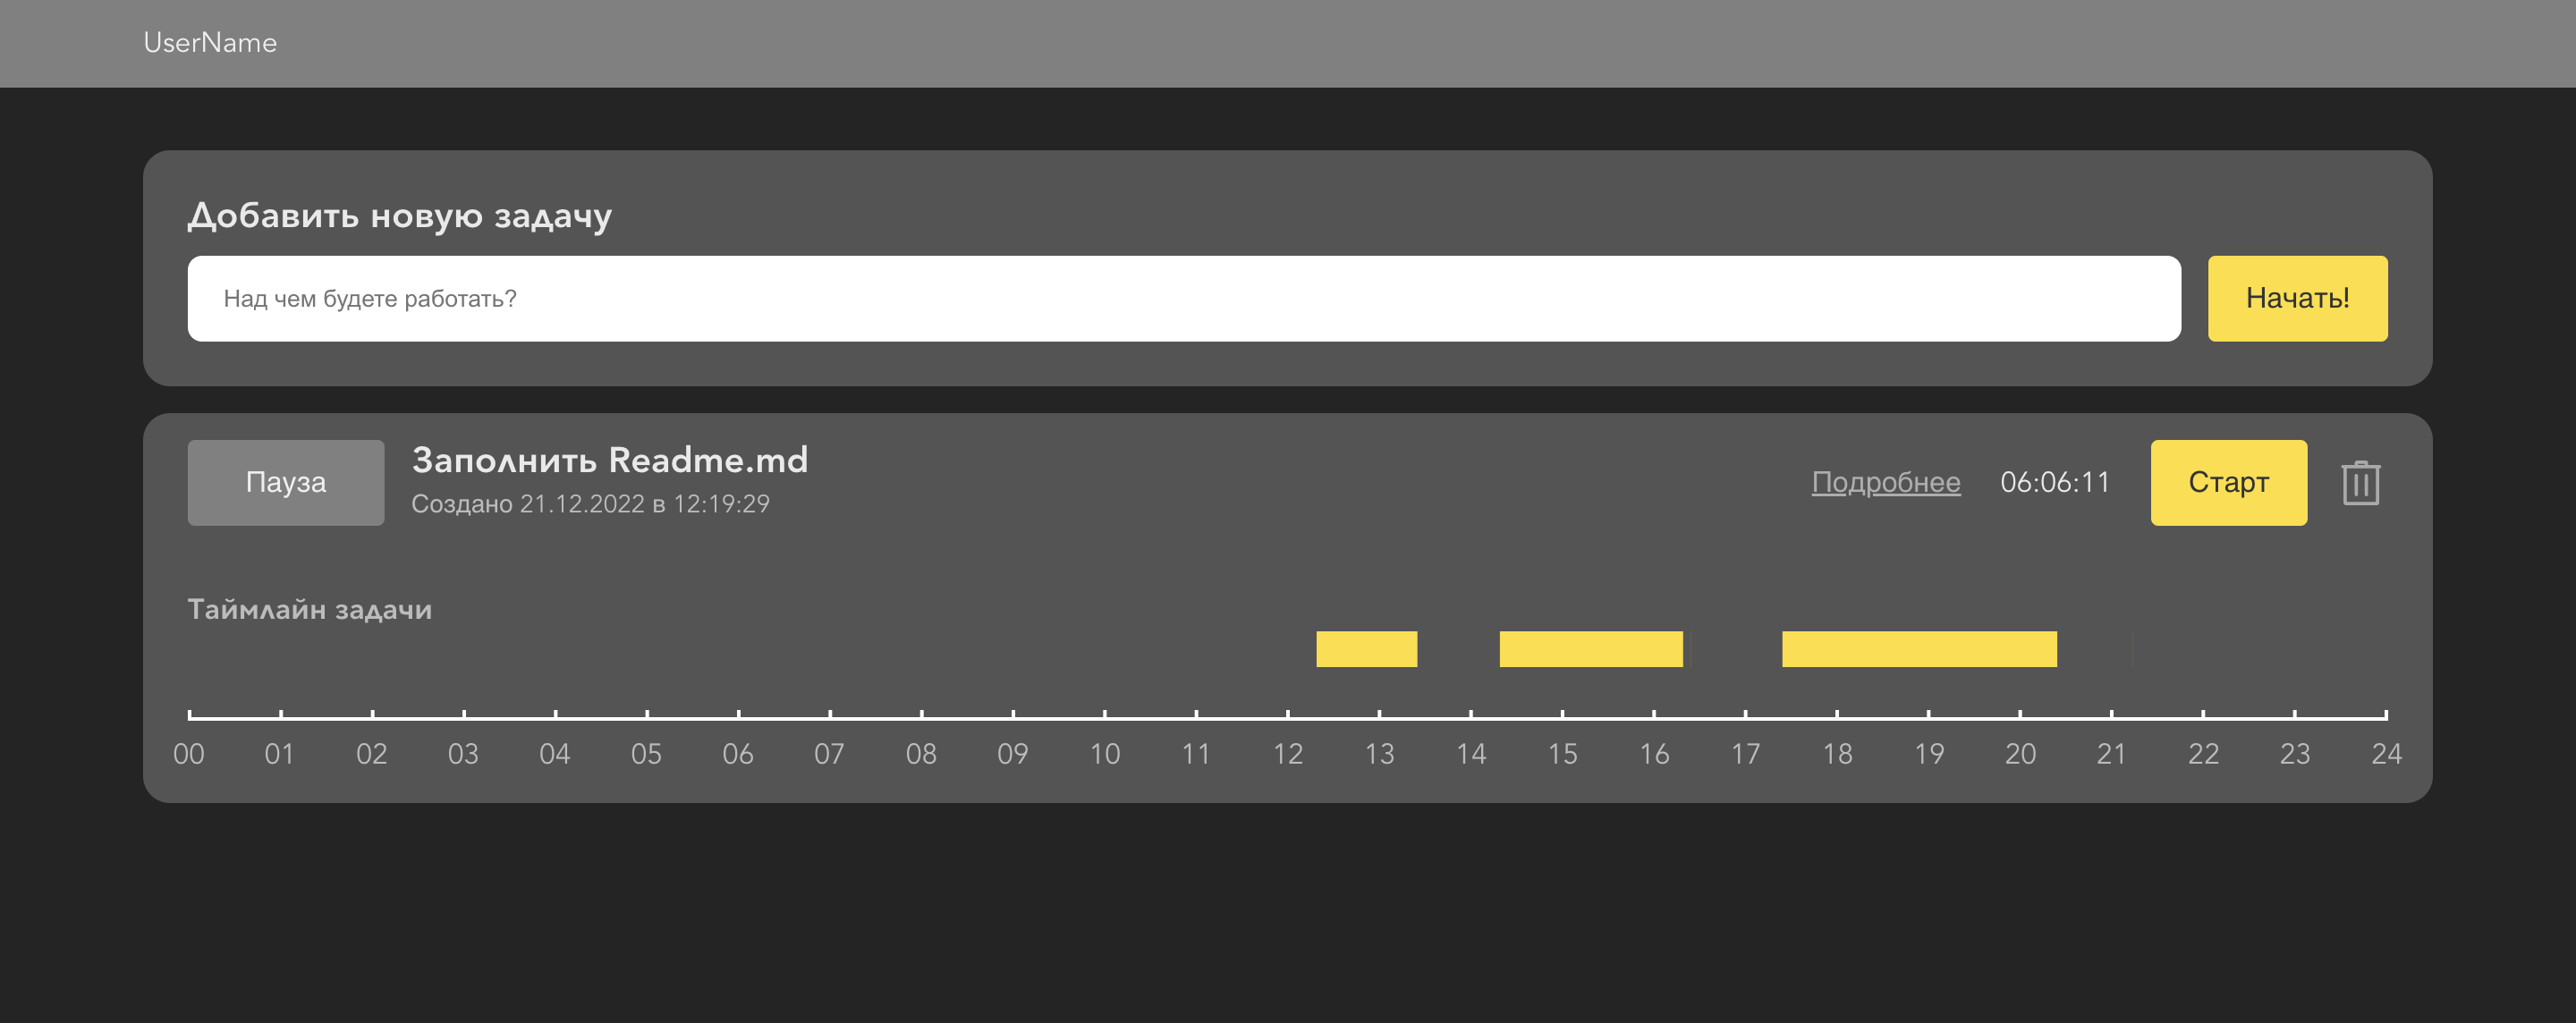 UserName
Добавить новую задачу
Над чем будете работать?
Начать!
Пауза
Заполнить Readme.md
Создано 21.12.2022 в 12:19:29
Подробнее
06:06:11
Старт
Таймлайн задачи
00 01 02 03 04 05 06 07 08 09 10 11 12 13 14 15 16 17 18 19 20 21 22 23 24